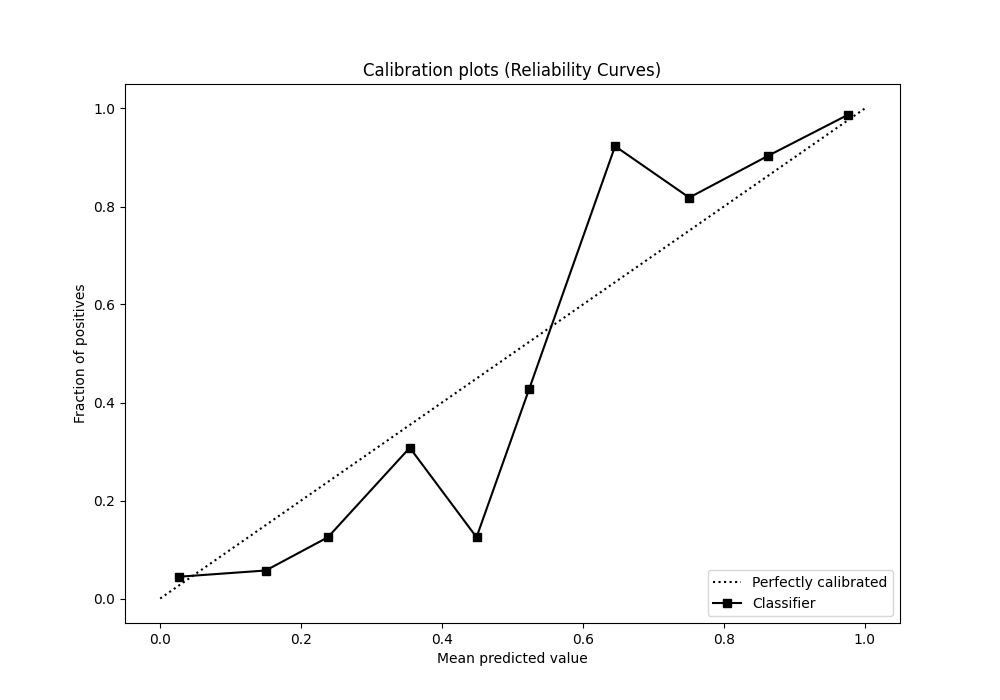 Calibration plots (Reliability Curves)
Fraction of positives
1.0
0.8
0.6
0.4
0.2
0.0
0.0 0.2 0.4 0.6 0.8 1.0
Mean predicted value
Perfectly calibrated
Classifier